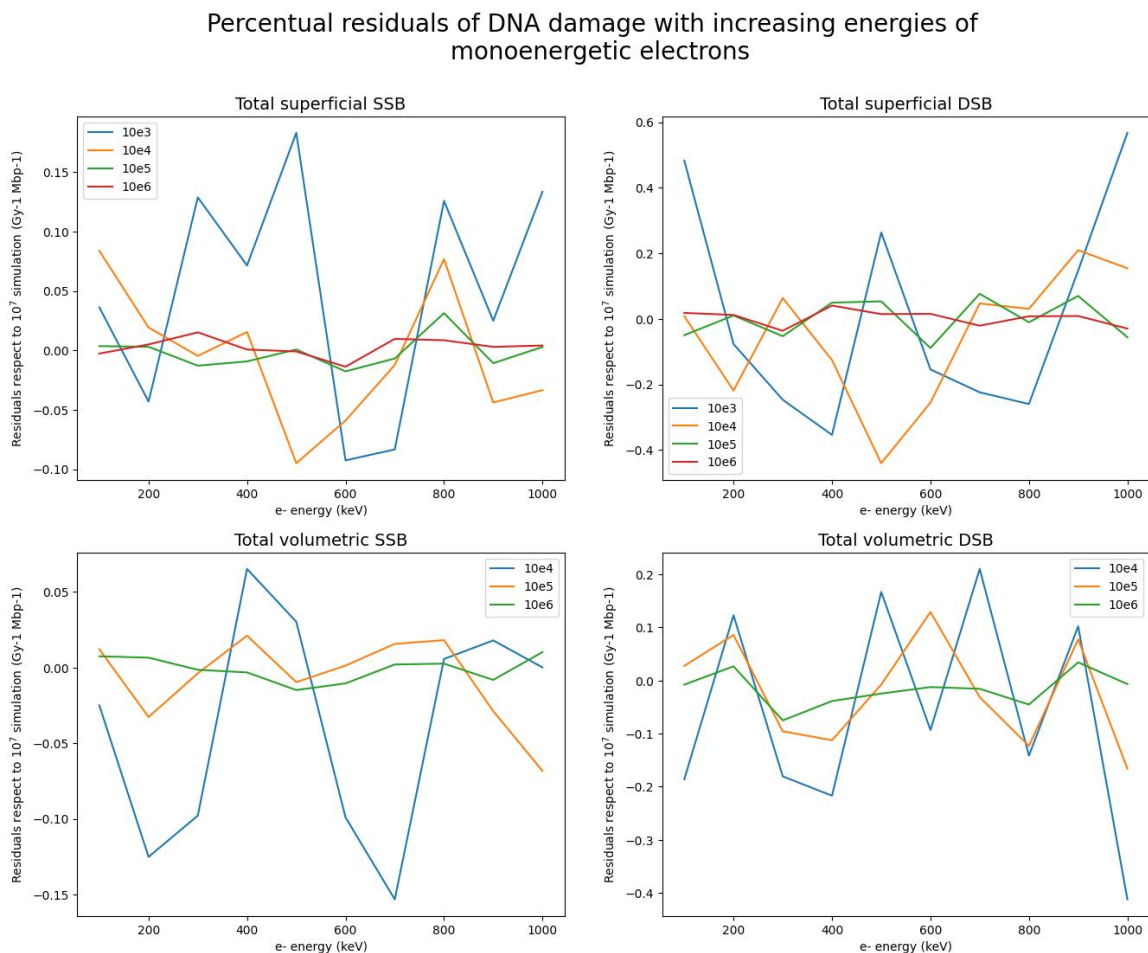 Percentual residuals of DNA damage with increasing energies of
monoenergetic electrons
Total superficial SSB
Residuals respect to 10⁷ simulation (Gy-1 Mbp-1)
0.15
0.10
0.05
0.00
−0.05
−0.10
10e3
10e4
10e5
10e6
200
400
600
800
1000
e- energy (keV)
Total superficial DSB
Residuals respect to 10⁷ simulation (Gy-1 Mbp-1)
0.6
0.4
0.2
0.0
−0.2
−0.4
10e3
10e4
10e5
10e6
200
400
600
800
1000
e- energy (keV)
Total volumetric SSB
Residuals respect to 10⁷ simulation (Gy-1 Mbp-1)
0.05
0.00
−0.05
−0.10
−0.15
10e4
10e5
10e6
200
400
600
800
1000
e- energy (keV)
Total volumetric DSB
Residuals respect to 10⁷ simulation (Gy-1 Mbp-1)
0.2
0.1
0.0
−0.1
−0.2
−0.3
−0.4
10e4
10e5
10e6
200
400
600
800
1000
e- energy (keV)